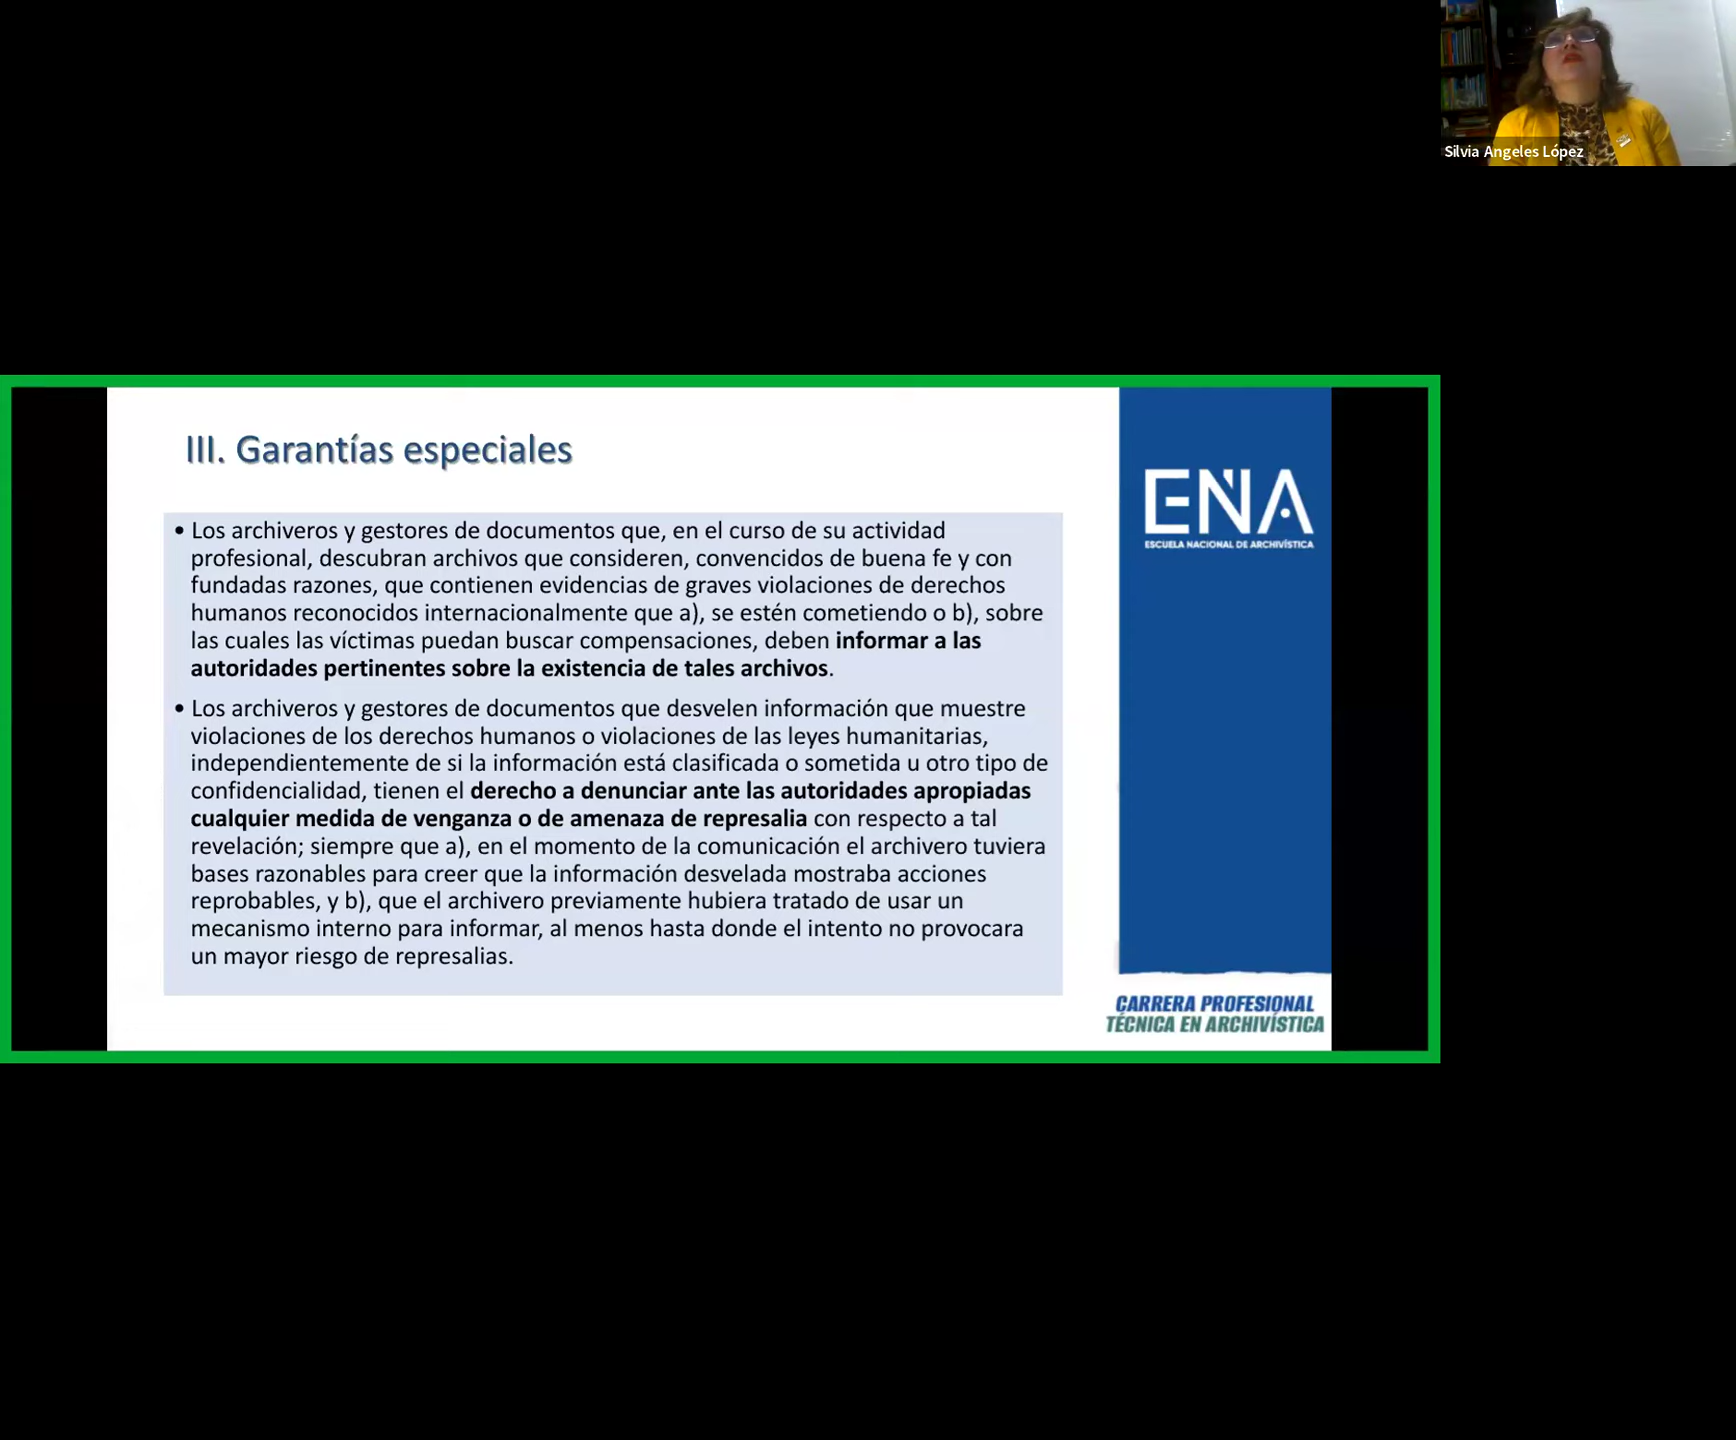 Silvia Angeles López
III. Garantías especiales
• Los archiveros y gestores de documentos que, en el curso de su actividad
profesional, descubran archivos que consideren, convencidos de buena fe y con
fundadas razones, que contienen evidencias de graves violaciones de derechos
humanos reconocidos internacionalmente que a), se estén cometiendo o b), sobre
las cuales las víctimas puedan buscar compensaciones, deben informar a las
autoridades pertinentes sobre la existencia de tales archivos.
• Los archiveros y gestores de documentos que desvelen información que muestre
violaciones de los derechos humanos o violaciones de las leyes humanitarias,
independientemente de si la información está clasificada o sometida u otro tipo de
confidencialidad, tienen el derecho a denunciar ante las autoridades apropiadas
cualquier medida de venganza o de amenaza de represalia con respecto a tal
revelación; siempre que a), en el momento de la comunicación el archivero tuviera
bases razonables para creer que la información desvelada mostraba acciones
reprobables, y b), que el archivero previamente hubiera tratado de usar un
mecanismo interno para informar, al menos hasta donde el intento no provocara
un mayor riesgo de represalias.
ENA
ESCUELA NACIONAL DE ARCHIVÍSTICA
CARRERA PROFESIONAL
TÉCNICA EN ARCHIVÍSTICA